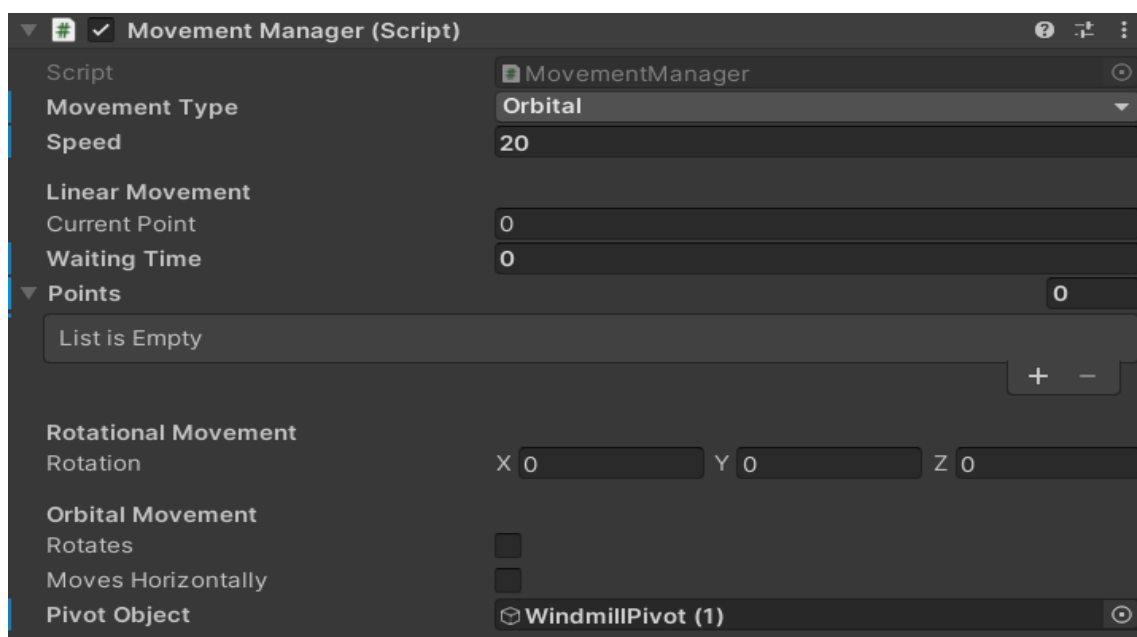 Movement Manager (Script)
Script MovementManager
Movement Type Orbital
Speed 20
Linear Movement
Current Point 0
Waiting Time 0
Points 0
List is Empty
+ −
Rotational Movement
Rotation X 0 Y 0 Z 0
Orbital Movement
Rotates
Moves Horizontally
Pivot Object WindmillPivot (1)